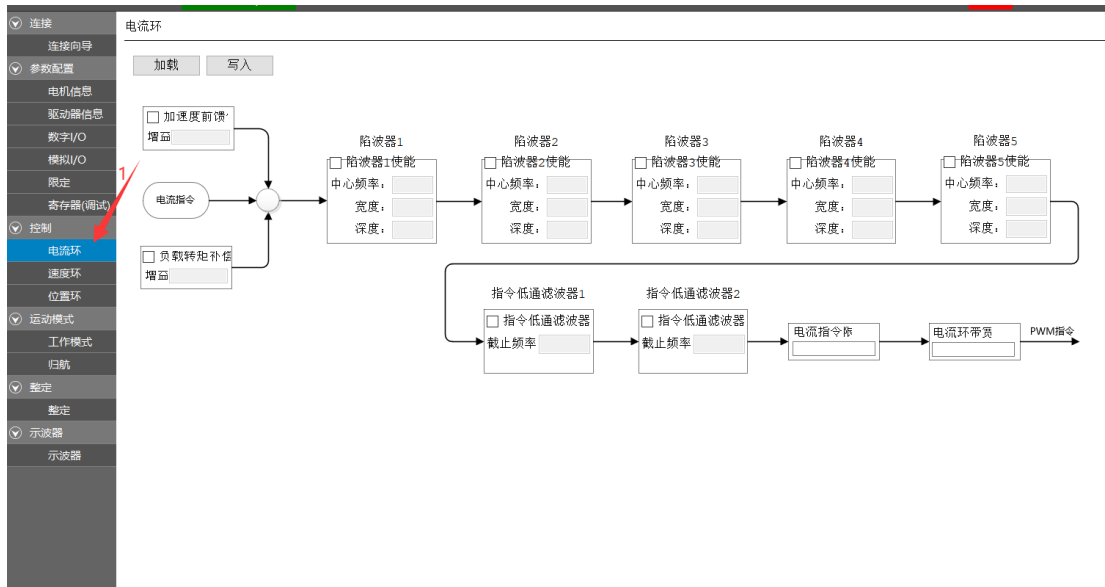 连接
连接向导
参数配置
电机信息
驱动器信息
数字I/O
模拟I/O
限定
寄存器(调试)
控制
电流环
速度环
位置环
运动模式
工作模式
归航
整定
整定
示波器
示波器
1
电流环
加载
写入
加速度前馈
增益
电流指令
负载转矩补偿
增益
陷波器1
陷波器1使能
中心频率:
宽度:
深度:
陷波器2
陷波器2使能
中心频率:
宽度:
深度:
陷波器3
陷波器3使能
中心频率:
宽度:
深度:
陷波器4
陷波器4使能
中心频率:
宽度:
深度:
陷波器5
陷波器5使能
中心频率:
宽度:
深度:
指令低通滤波器1
指令低通滤波器
截止频率
指令低通滤波器2
指令低通滤波器
截止频率
电流指令
电流环带宽
PWM指令